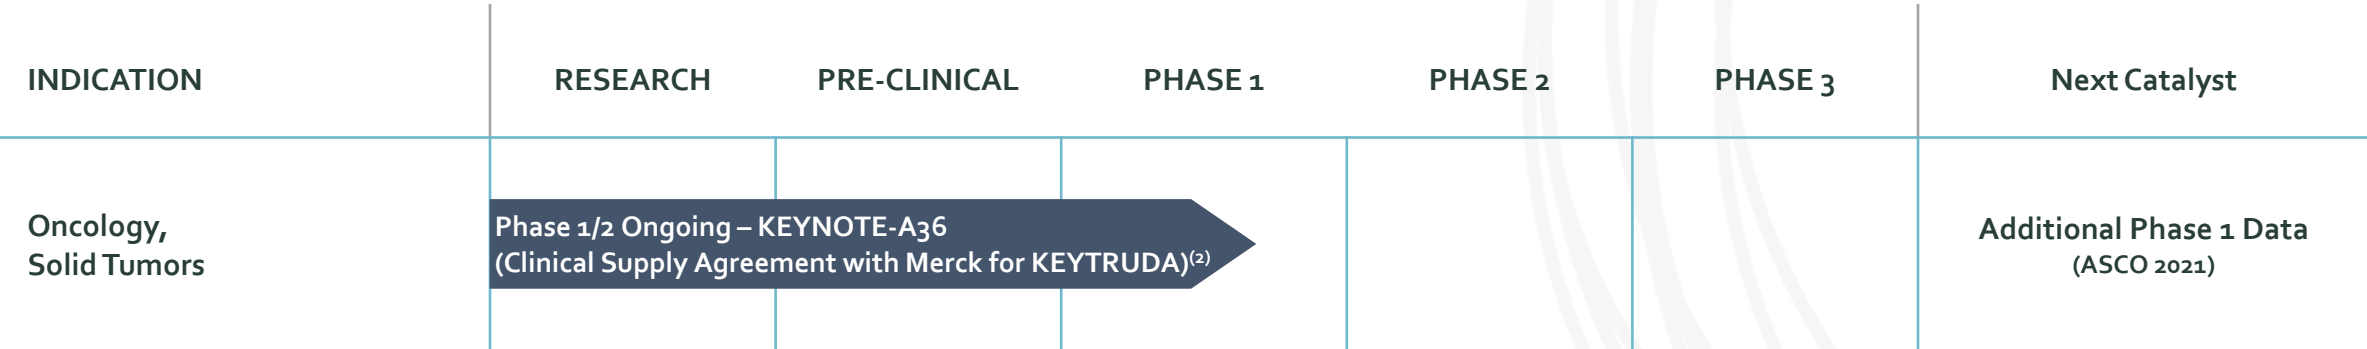 INDICATION RESEARCH PRE-CLINICAL PHASE 1 PHASE 2 PHASE 3 Next Catalyst
Oncology,
Solid Tumors
Phase 1/2 Ongoing – KEYNOTE-A36
(Clinical Supply Agreement with Merck for KEYTRUDA)(2)
Additional Phase 1 Data
(ASCO 2021)